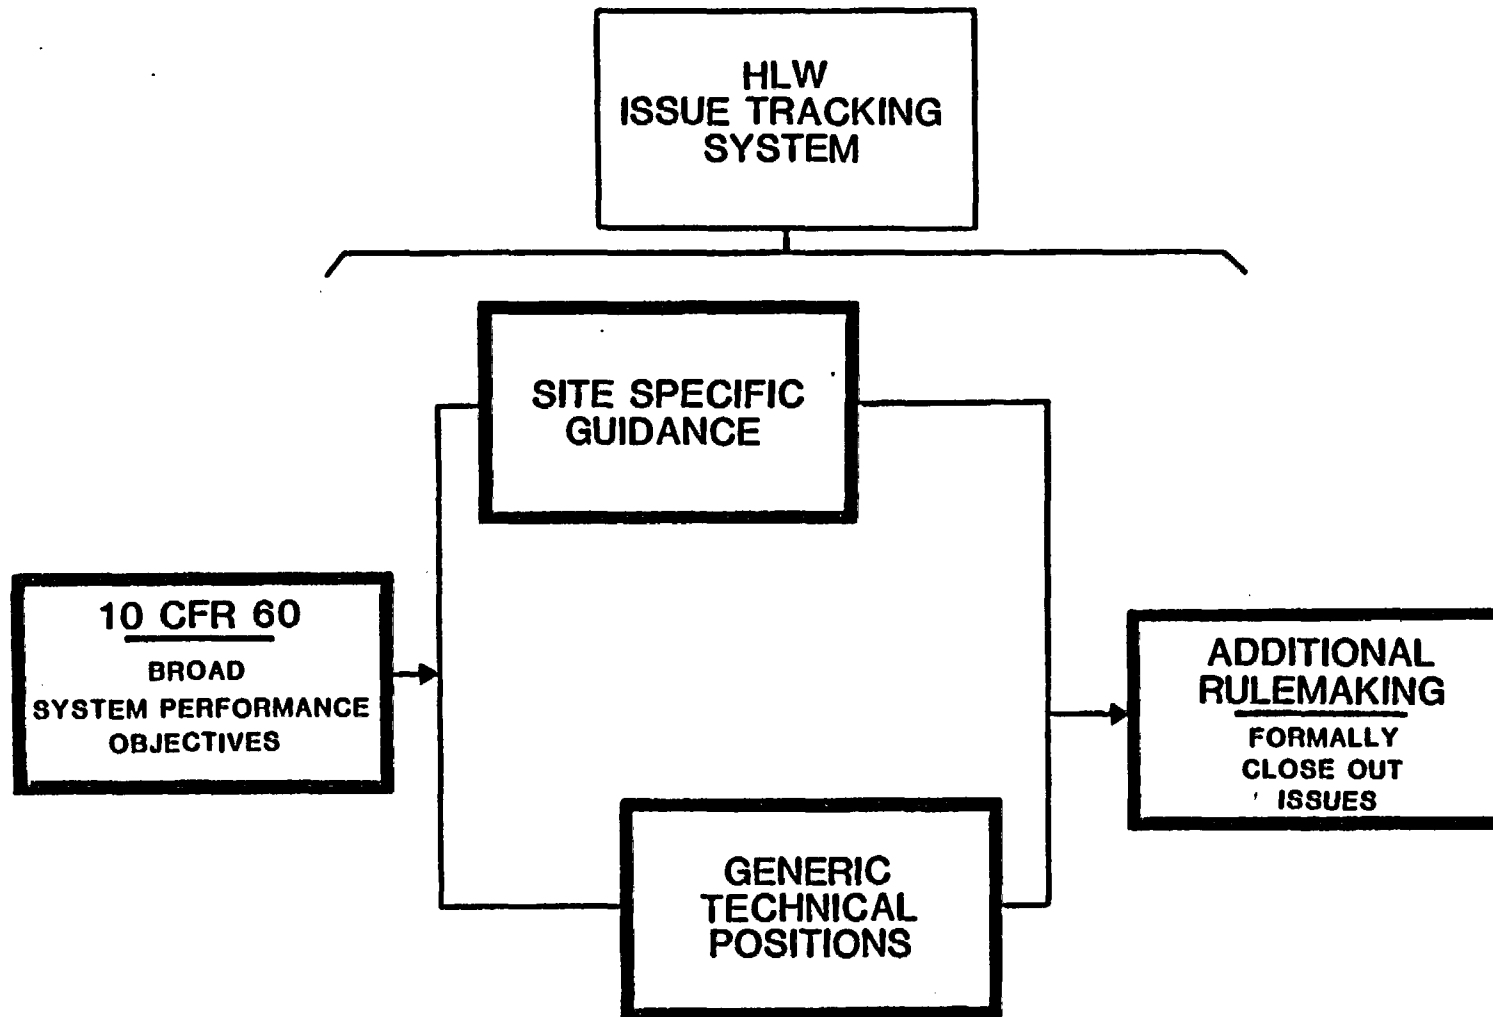 HLW
ISSUE TRACKING
SYSTEM
SITE SPECIFIC
GUIDANCE
10 CFR 60
BROAD
SYSTEM PERFORMANCE
OBJECTIVES
ADDITIONAL
RULEMAKING
FORMALLY
CLOSE OUT
ISSUES
GENERIC
TECHNICAL
POSITIONS